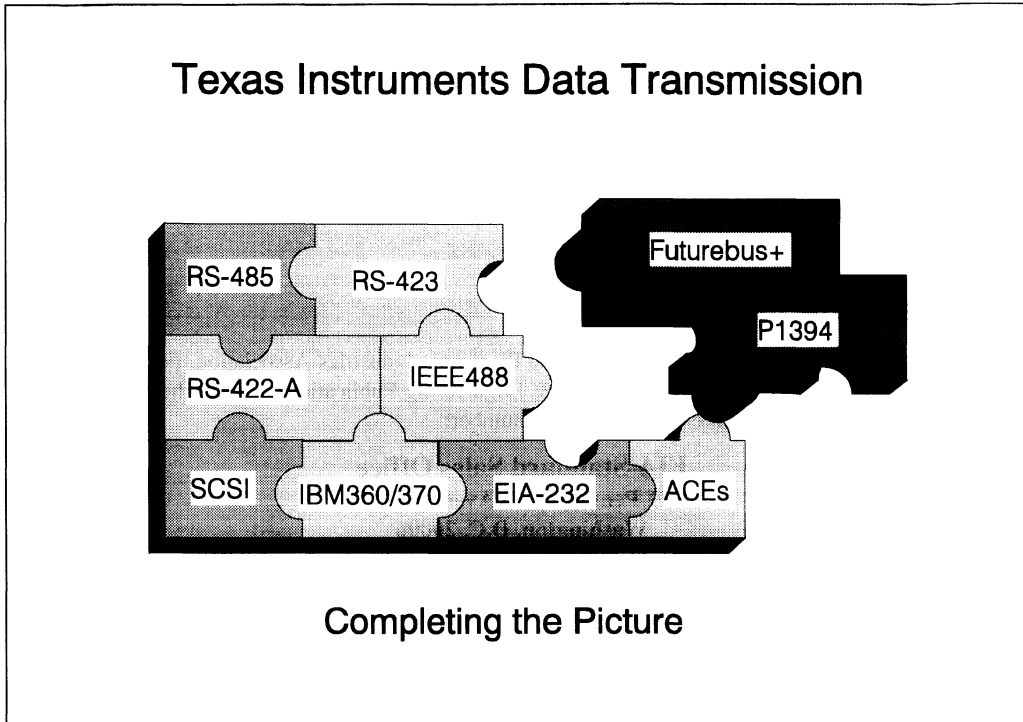 Texas Instruments Data Transmission
Futurebus+
RS-485
RS-423
P1394
RS-422-A
IEEE488
SCSI
IBM360/370
EIA-232
ACEs
Completing the Picture